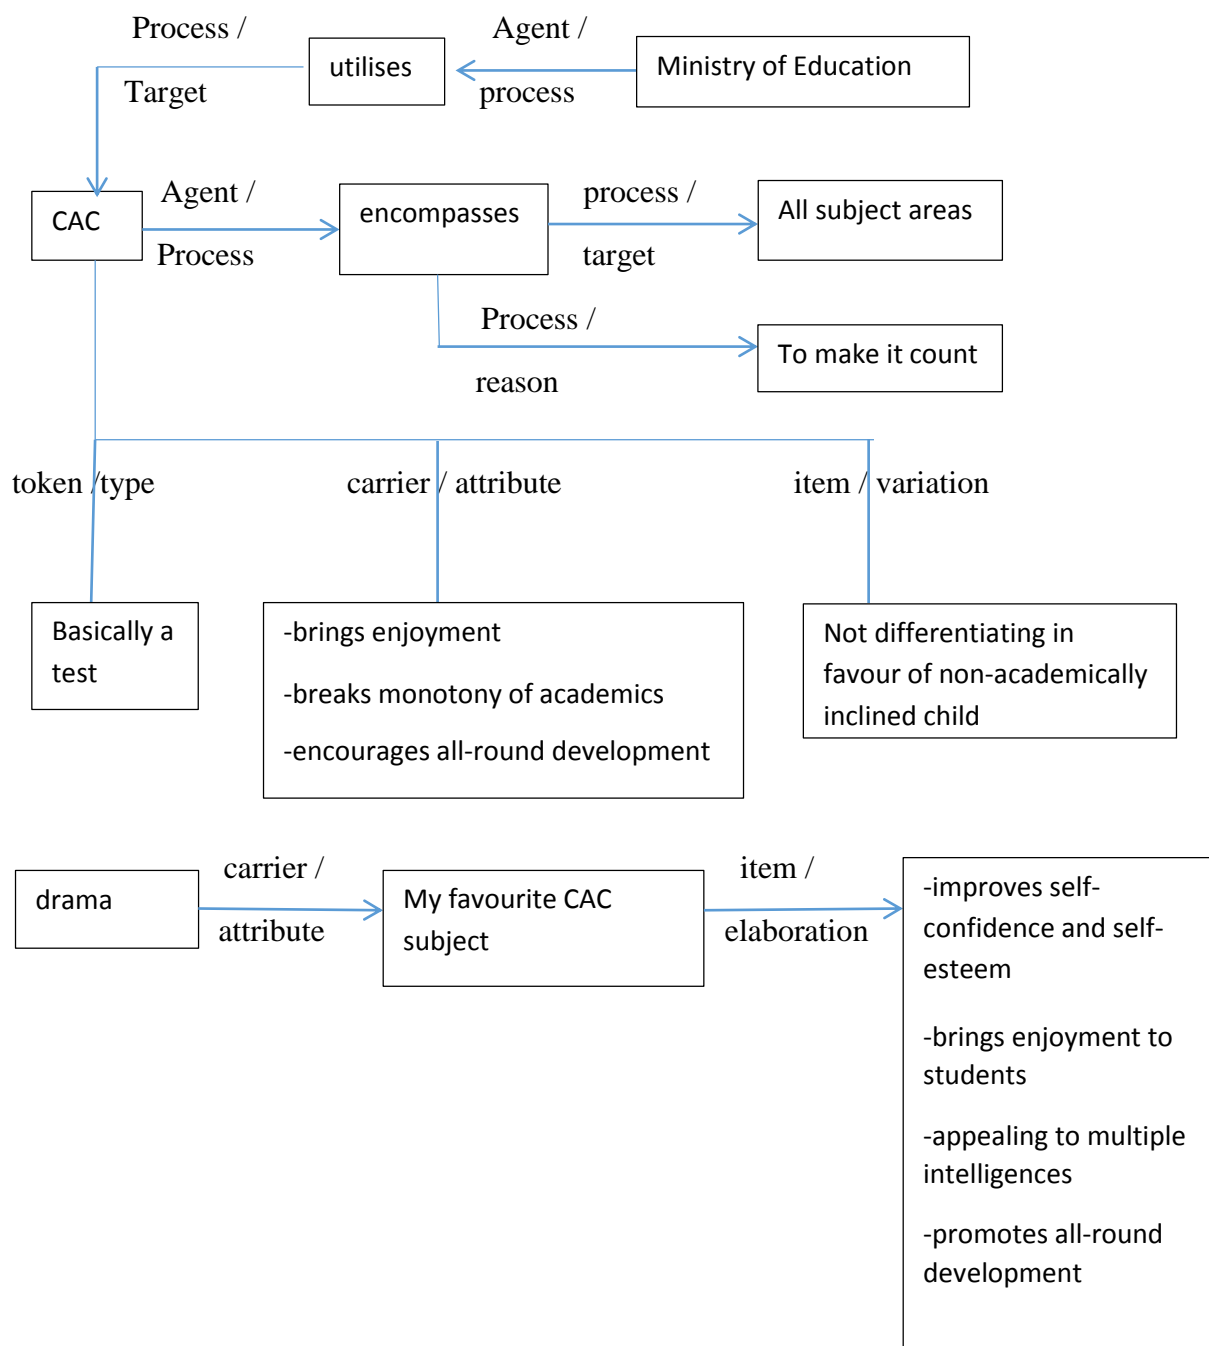 Process /
Agent /
utilises
Ministry of Education
Target
process
Agent /
process /
CAC
encompasses
All subject areas
Process
target
Process /
To make it count
reason
token /type
carrier / attribute
item / variation
Basically a
test
-brings enjoyment
-breaks monotony of academics
-encourages all-round development
Not differentiating in
favour of non-academically
inclined child
drama
carrier /
attribute
My favourite CAC
subject
item /
elaboration
-improves self-
confidence and self-
esteem
-brings enjoyment to
students
-appealing to multiple
intelligences
-promotes all-round
development